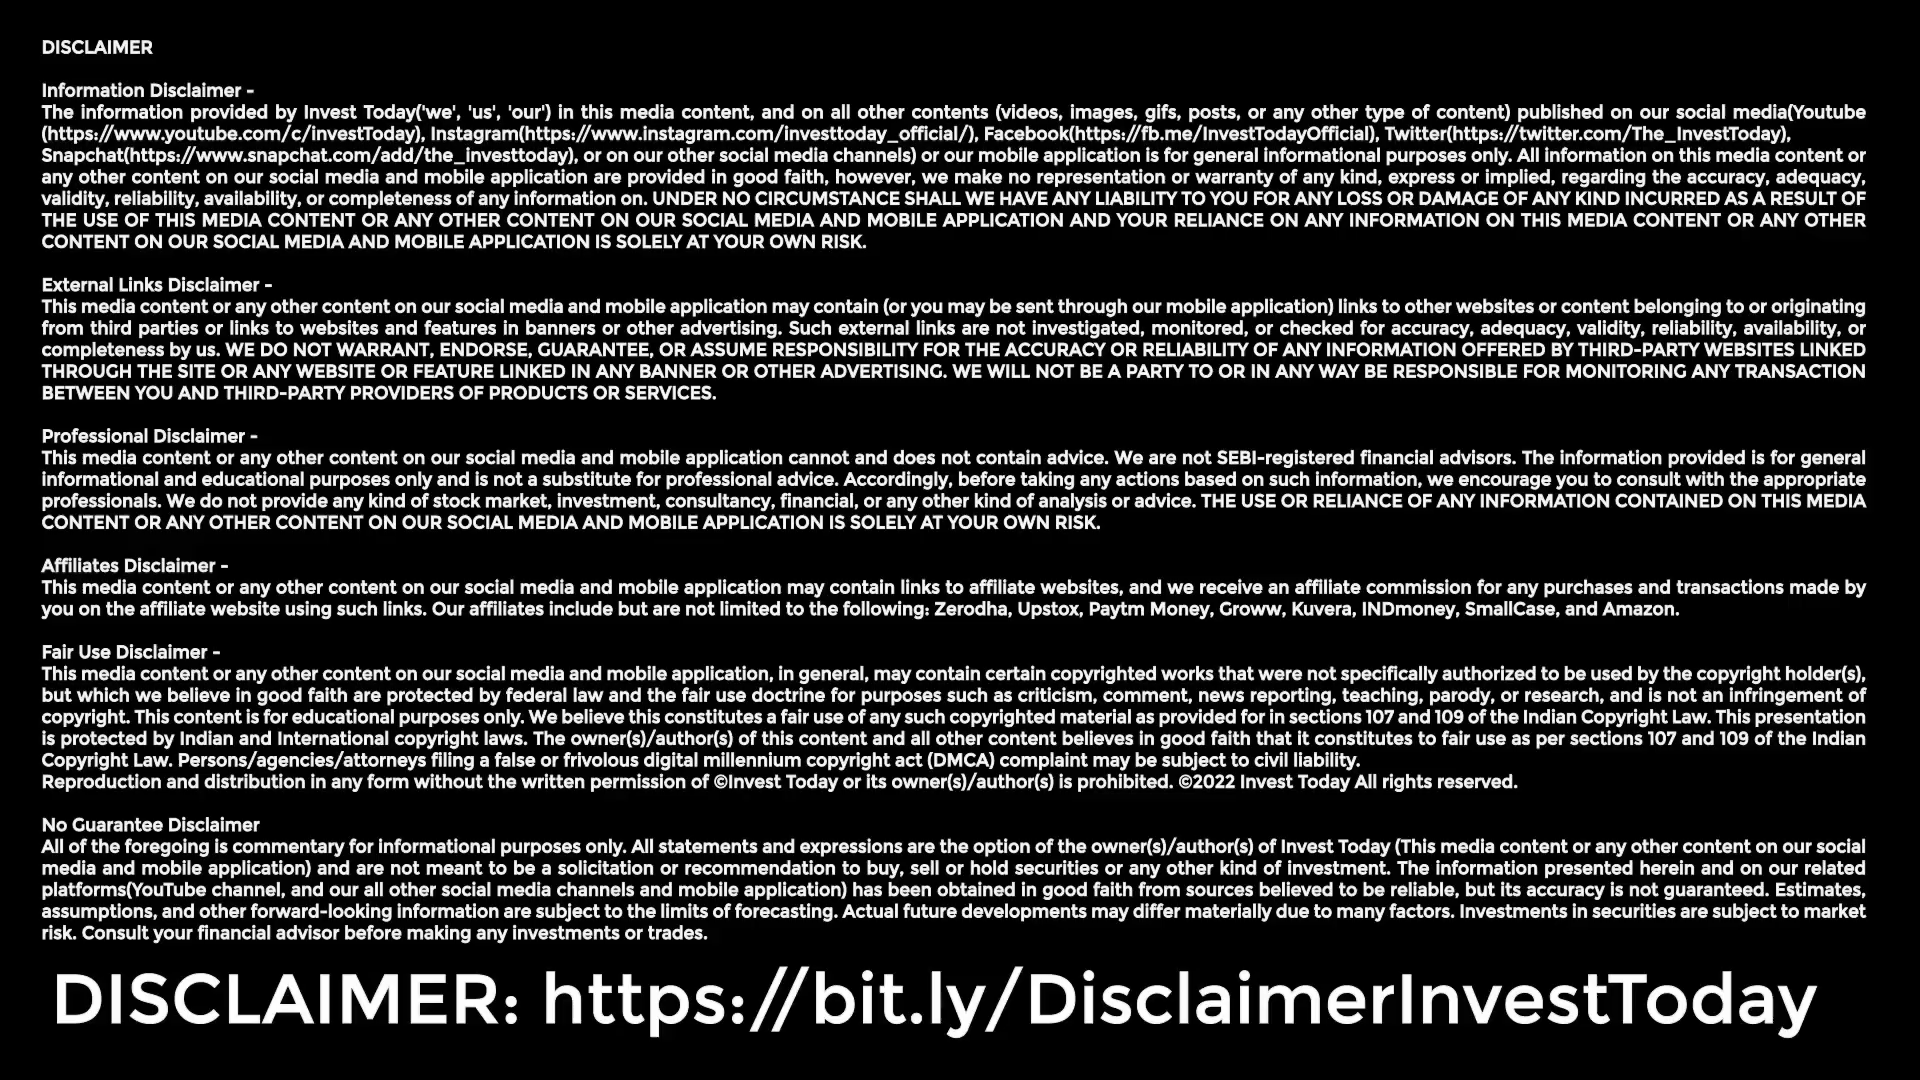 DISCLAIMER
Information Disclaimer -
The information provided by Invest Today('we', 'us', 'our') in this media content, and on all other contents (videos, images, gifs, posts, or any other type of content) published on our social media(Youtube
(https://www.youtube.com/c/investToday), Instagram(https://www.instagram.com/investtoday_official/), Facebook(https://fb.me/InvestTodayOfficial), Twitter(https://twitter.com/The_InvestToday),
Snapchat(https://www.snapchat.com/add/the_investtoday), or on our other social media channels) or our mobile application is for general informational purposes only. All information on this media content or
any other content on our social media and mobile application are provided in good faith, however, we make no representation or warranty of any kind, express or implied, regarding the accuracy, adequacy,
validity, reliability, availability, or completeness of any information on. UNDER NO CIRCUMSTANCE SHALL WE HAVE ANY LIABILITY TO YOU FOR ANY LOSS OR DAMAGE OF ANY KIND INCURRED AS A RESULT OF
THE USE OF THIS MEDIA CONTENT OR ANY OTHER CONTENT ON OUR SOCIAL MEDIA AND MOBILE APPLICATION AND YOUR RELIANCE ON ANY INFORMATION ON THIS MEDIA CONTENT OR ANY OTHER
CONTENT ON OUR SOCIAL MEDIA AND MOBILE APPLICATION IS SOLELY AT YOUR OWN RISK.
External Links Disclaimer -
This media content or any other content on our social media and mobile application may contain (or you may be sent through our mobile application) links to other websites or content belonging to or originating
from third parties or links to websites and features in banners or other advertising. Such external links are not investigated, monitored, or checked for accuracy, adequacy, validity, reliability, availability, or
completeness by us. WE DO NOT WARRANT, ENDORSE, GUARANTEE, OR ASSUME RESPONSIBILITY FOR THE ACCURACY OR RELIABILITY OF ANY INFORMATION OFFERED BY THIRD-PARTY WEBSITES LINKED
THROUGH THE SITE OR ANY WEBSITE OR FEATURE LINKED IN ANY BANNER OR OTHER ADVERTISING. WE WILL NOT BE A PARTY TO OR IN ANY WAY BE RESPONSIBLE FOR MONITORING ANY TRANSACTION
BETWEEN YOU AND THIRD-PARTY PROVIDERS OF PRODUCTS OR SERVICES.
Professional Disclaimer -
This media content or any other content on our social media and mobile application cannot and does not contain advice. We are not SEBI-registered financial advisors. The information provided is for general
informational and educational purposes only and is not a substitute for professional advice. Accordingly, before taking any actions based on such information, we encourage you to consult with the appropriate
professionals. We do not provide any kind of stock market, investment, consultancy, financial, or any other kind of analysis or advice. THE USE OR RELIANCE OF ANY INFORMATION CONTAINED ON THIS MEDIA
CONTENT OR ANY OTHER CONTENT ON OUR SOCIAL MEDIA AND MOBILE APPLICATION IS SOLELY AT YOUR OWN RISK.
Affiliates Disclaimer -
This media content or any other content on our social media and mobile application may contain links to affiliate websites, and we receive an affiliate commission for any purchases and transactions made by
you on the affiliate website using such links. Our affiliates include but are not limited to the following: Zerodha, Upstox, Paytm Money, Groww, Kuvera, INDmoney, SmallCase, and Amazon.
Fair Use Disclaimer -
This media content or any other content on our social media and mobile application, in general, may contain certain copyrighted works that were not specifically authorized to be used by the copyright holder(s),
but which we believe in good faith are protected by federal law and the fair use doctrine for purposes such as criticism, comment, news reporting, teaching, parody, or research, and is not an infringement of
copyright. This content is for educational purposes only. We believe this constitutes a fair use of any such copyrighted material as provided for in sections 107 and 109 of the Indian Copyright Law. This presentation
is protected by Indian and International copyright laws. The owner(s)/author(s) of this content and all other content believes in good faith that it constitutes to fair use as per sections 107 and 109 of the Indian
Copyright Law. Persons/agencies/attorneys filing a false or frivolous digital millennium copyright act (DMCA) complaint may be subject to civil liability.
Reproduction and distribution in any form without the written permission of ©Invest Today or its owner(s)/author(s) is prohibited. ©2022 Invest Today All rights reserved.
No Guarantee Disclaimer
All of the foregoing is commentary for informational purposes only. All statements and expressions are the option of the owner(s)/author(s) of Invest Today (This media content or any other content on our social
media and mobile application) and are not meant to be a solicitation or recommendation to buy, sell or hold securities or any other kind of investment. The information presented herein and on our related
platforms(YouTube channel, and our all other social media channels and mobile application) has been obtained in good faith from sources believed to be reliable, but its accuracy is not guaranteed. Estimates,
assumptions, and other forward-looking information are subject to the limits of forecasting. Actual future developments may differ materially due to many factors. Investments in securities are subject to market
risk. Consult your financial advisor before making any investments or trades.
DISCLAIMER: https://bit.ly/DisclaimerInvestToday